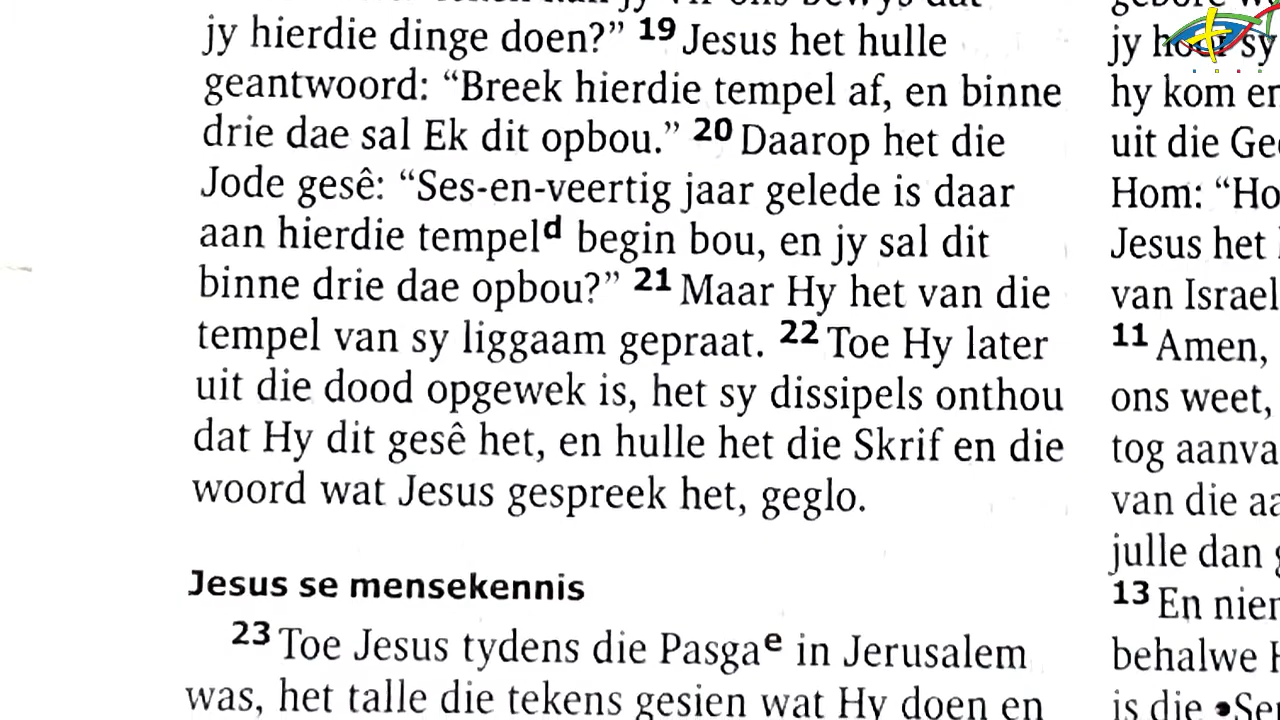 jy hierdie dinge doen?” 19 Jesus het hulle
geantwoord: “Breek hierdie tempel af, en binne
drie dae sal Ek dit opbou.” 20 Daarop het die
Jode gesê: “Ses-en-veertig jaar gelede is daar
aan hierdie tempeld begin bou, en jy sal dit
binne drie dae opbou?” 21 Maar Hy het van die
tempel van sy liggaam gepraat. 22 Toe Hy later
uit die dood opgewek is, het sy dissipels onthou
dat Hy dit gesê het, en hulle het die Skrif en die
woord wat Jesus gespreek het, geglo.
Jesus se mensekennis
23 Toe Jesus tydens die Pasgae in Jerusalem
was, het talle die tekens gesien wat Hy doen en
jy sy
hy kom
uit die
Hom:
Jesus het
van Israel
11 Amen,
ons weet,
tog
van die
julle dan
13 En
behalwe
is die